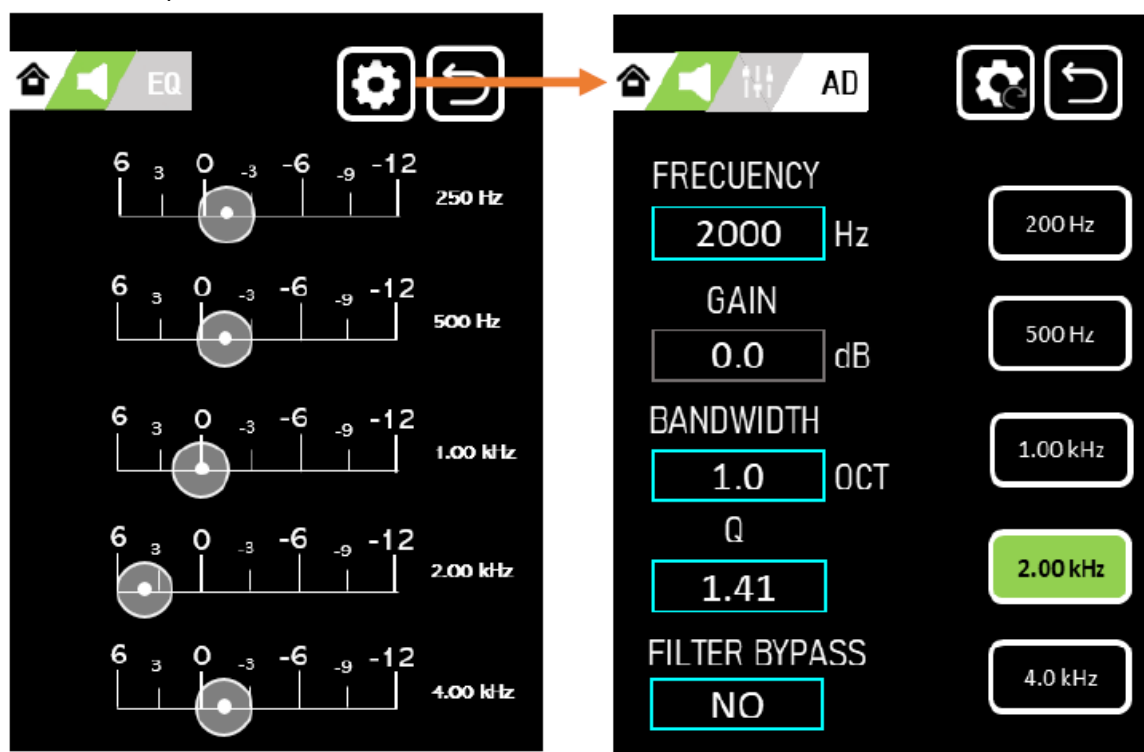 EQ
6 3 0 -3 -6 -9 -12
250 Hz
6 3 0 -3 -6 -9 -12
500 Hz
6 3 0 -3 -6 -9 -12
1.00 kHz
6 3 0 -3 -6 -9 -12
2.00 kHz
6 3 0 -3 -6 -9 -12
4.00 kHz
AD
FRECUENCY
2000 Hz
GAIN
0.0 dB
BANDWIDTH
1.0 OCT
Q
1.41
FILTER BYPASS
NO
200 Hz
500 Hz
1.00 kHz
2.00 kHz
4.0 kHz